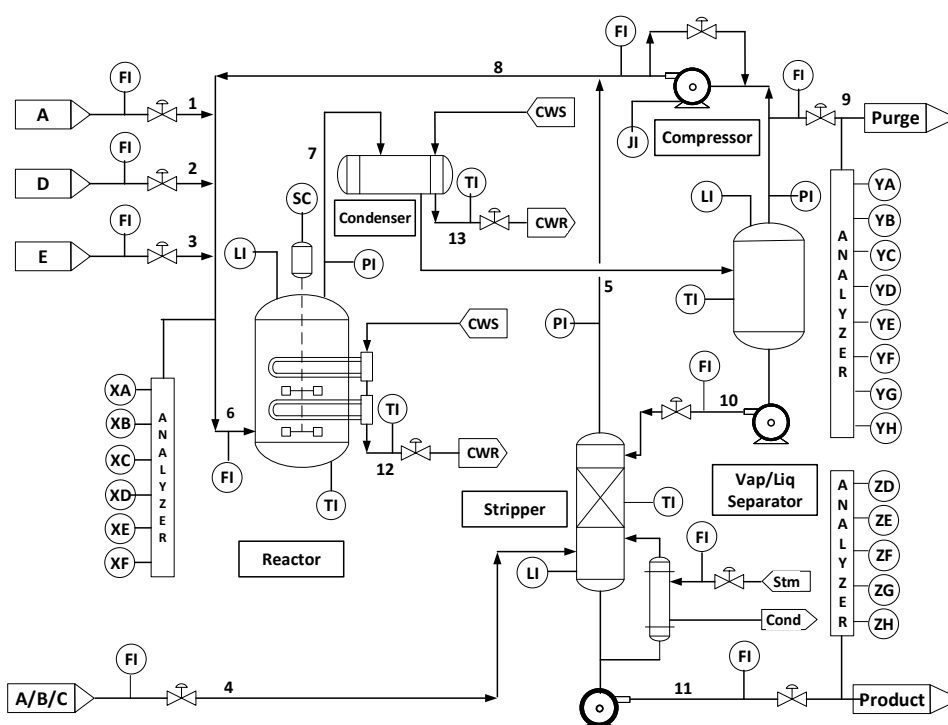 FI
8
FI
FI
1
A
CWS
JI
Compressor
9
Purge
FI
2
D
7
TI
SC
Condenser
CWR
13
LI
PI
YA
YB
YC
YD
YE
YF
YG
YH
ANALYZER
FI
3
E
LI
PI
TI
5
PI
CWS
XA
XB
XC
XD
XE
XF
ANALYZER
6
FI
TI
12
CWR
TI
Reactor
FI
10
Stripper
TI
Vap/Liq
Separator
ZD
ZE
ZF
ZG
ZH
ANALYZER
LI
FI
Stm
Cond
A/B/C
FI
4
11
FI
Product